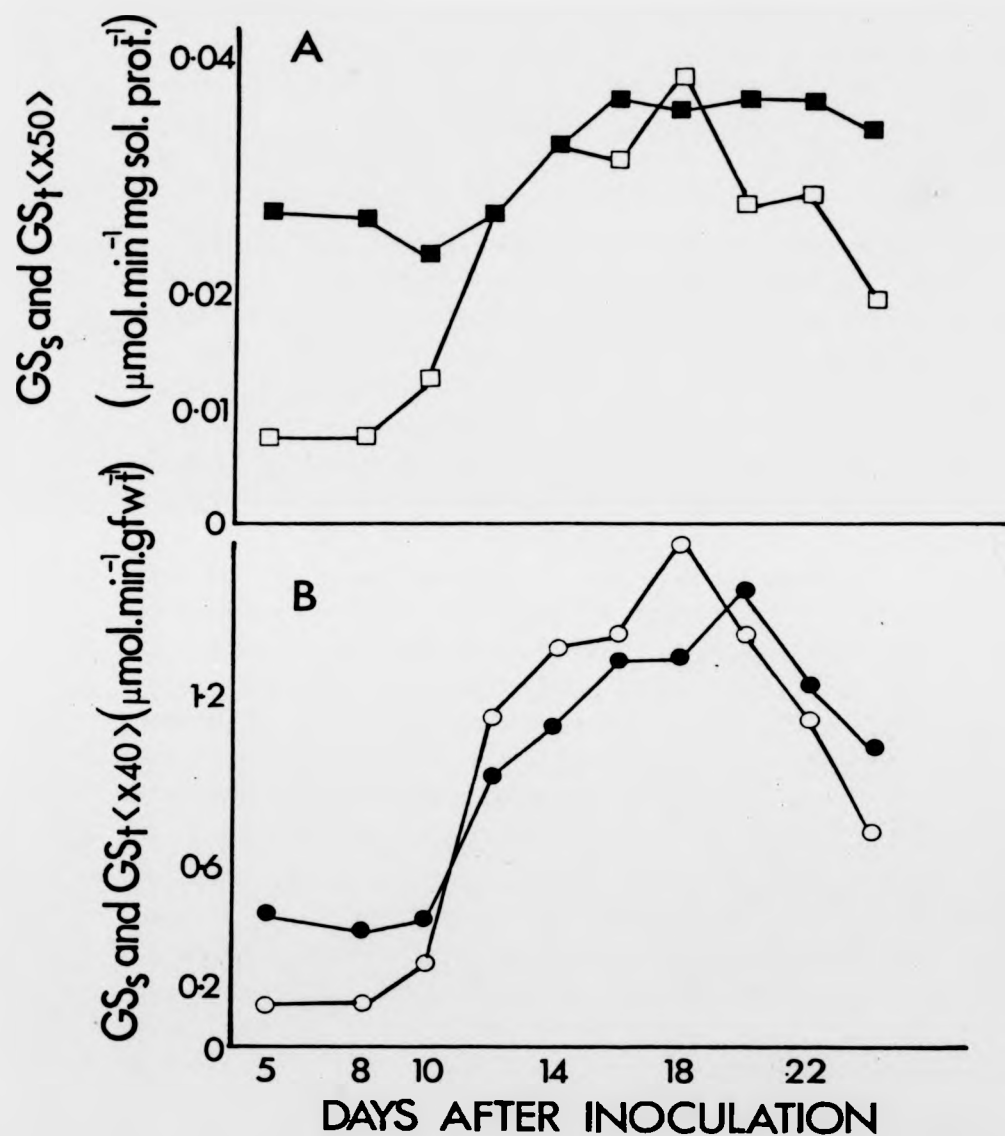 A
GSₛ and GSₜ<x50>
(μmol.min⁻¹mg sol. prot.⁻¹)
0·04
0·02
0·01
0
B
GSₛ and GSₜ<x40>(μmol.min⁻¹.gfwt⁻¹)
1·2
0·6
0·2
0
5 8 10 14 18 22
DAYS AFTER INOCULATION